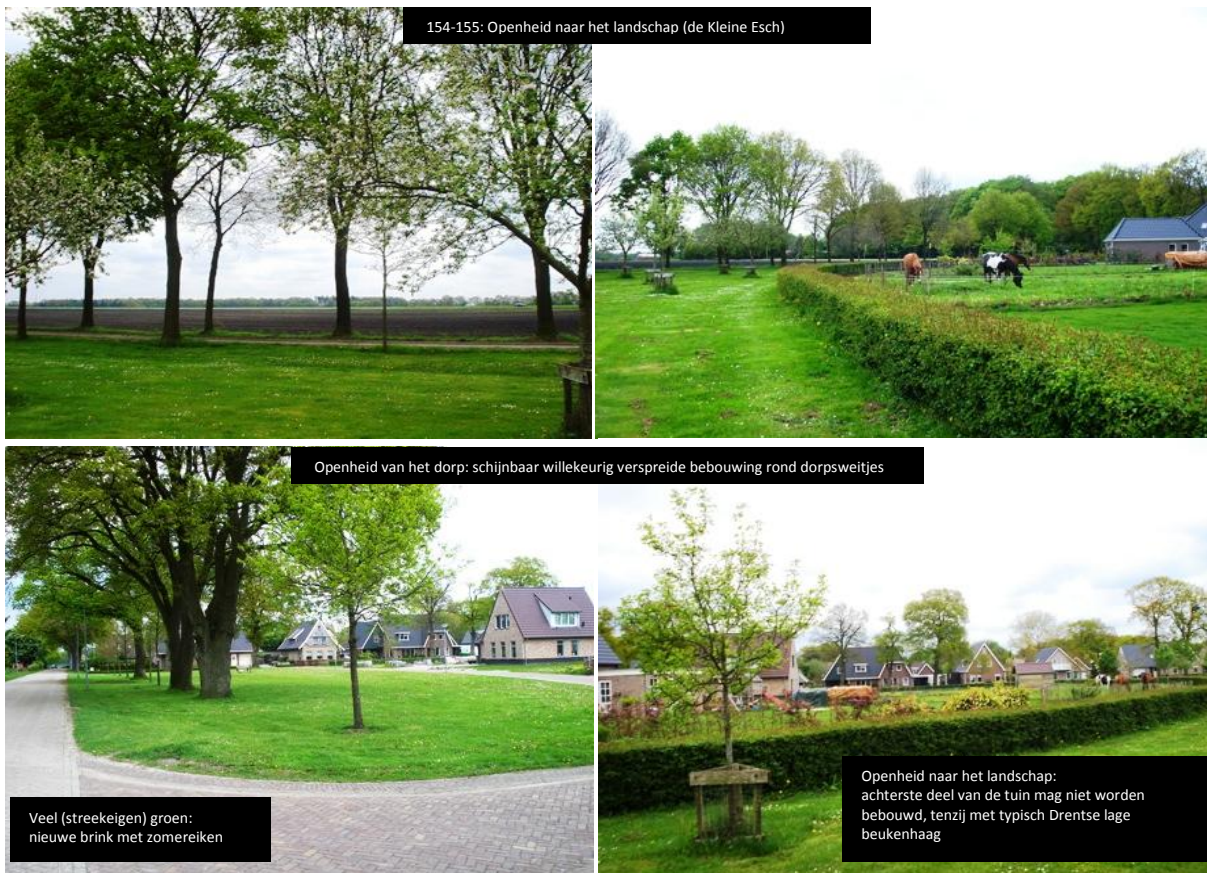 154-155: Openheid naar het landschap (de Kleine Esch)
Openheid van het dorp: schijnbaar willekeurig verspreide bebouwing rond dorpsweitjes
Veel (streekeigen) groen:
nieuwe brink met zomereiken
Openheid naar het landschap:
achterste deel van de tuin mag niet worden
bebouwd, tenzij met typisch Drentse lage
beukenhaag